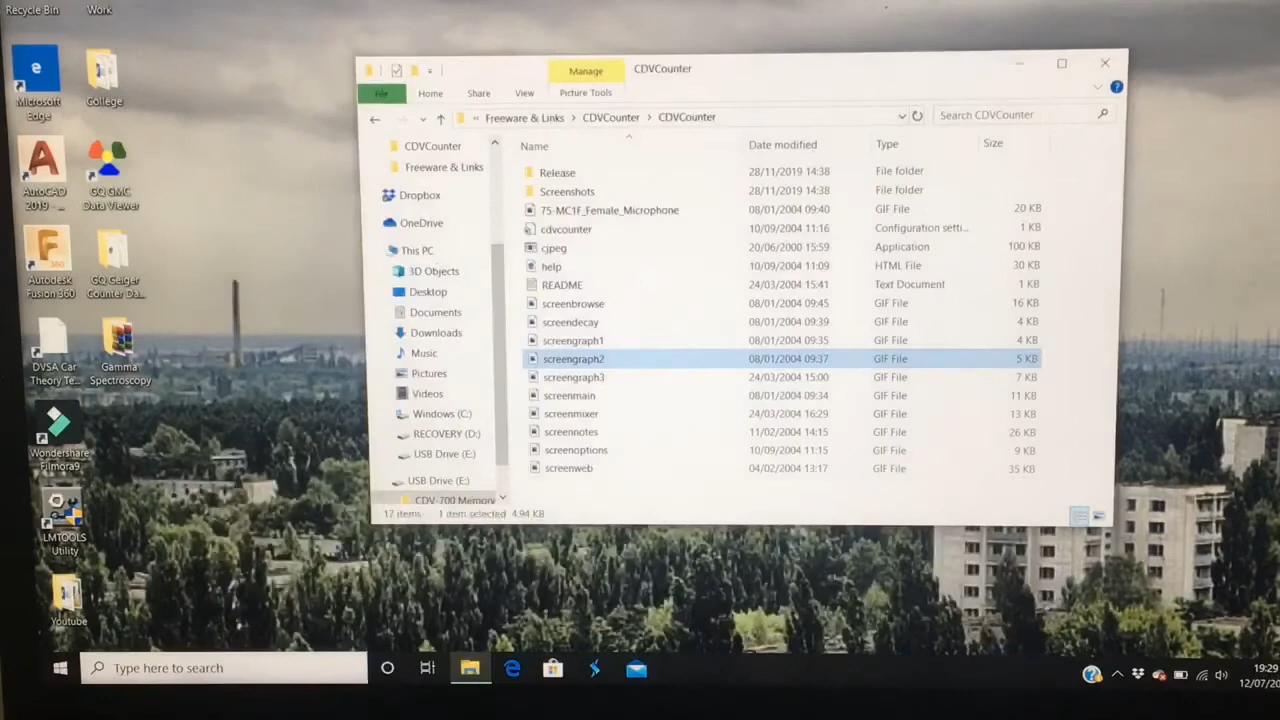 Recycle Bin
Work
Microsoft
Edge
College
AutoCAD
2019 - ...
GQ GMC
Data Viewer
Autodesk
Fusion 360
GQ Geiger
Counter Da...
DVSA Car
Theory Te...
Gamma
Spectroscopy
Wondershare
Filmora9
LMTOOLS
Utility
Youtube
Manage
CDVCounter
File
Home
Share
View
Picture Tools
« Freeware & Links > CDVCounter > CDVCounter
Search CDVCounter
CDVCounter
Freeware & Links
Dropbox
OneDrive
This PC
3D Objects
Desktop
Documents
Downloads
Music
Pictures
Videos
Windows (C:)
RECOVERY (D:)
USB Drive (E:)
USB Drive (E:)
CDV-700 Memory
Name Date modified Type Size
Release 28/11/2019 14:38 File folder
Screenshots 28/11/2019 14:38 File folder
75-MC1F_Female_Microphone 08/01/2004 09:40 GIF File 20 KB
cdvcounter 10/09/2004 11:16 Configuration setti... 1 KB
cjpeg 20/06/2000 15:59 Application 100 KB
help 10/09/2004 11:09 HTML File 30 KB
README 24/03/2004 15:41 Text Document 1 KB
screenbrowse 08/01/2004 09:45 GIF File 16 KB
screendecay 08/01/2004 09:39 GIF File 4 KB
screengraph1 08/01/2004 09:35 GIF File 4 KB
screengraph2 08/01/2004 09:37 GIF File 5 KB
screengraph3 24/03/2004 15:00 GIF File 7 KB
screenmain 08/01/2004 09:34 GIF File 11 KB
screenmixer 24/03/2004 16:29 GIF File 13 KB
screennotes 11/02/2004 14:15 GIF File 26 KB
screenoptions 10/09/2004 11:15 GIF File 9 KB
screenweb 04/02/2004 13:17 GIF File 35 KB
17 items 1 item selected 4.94 KB
Type here to search
19:29
12/07/20